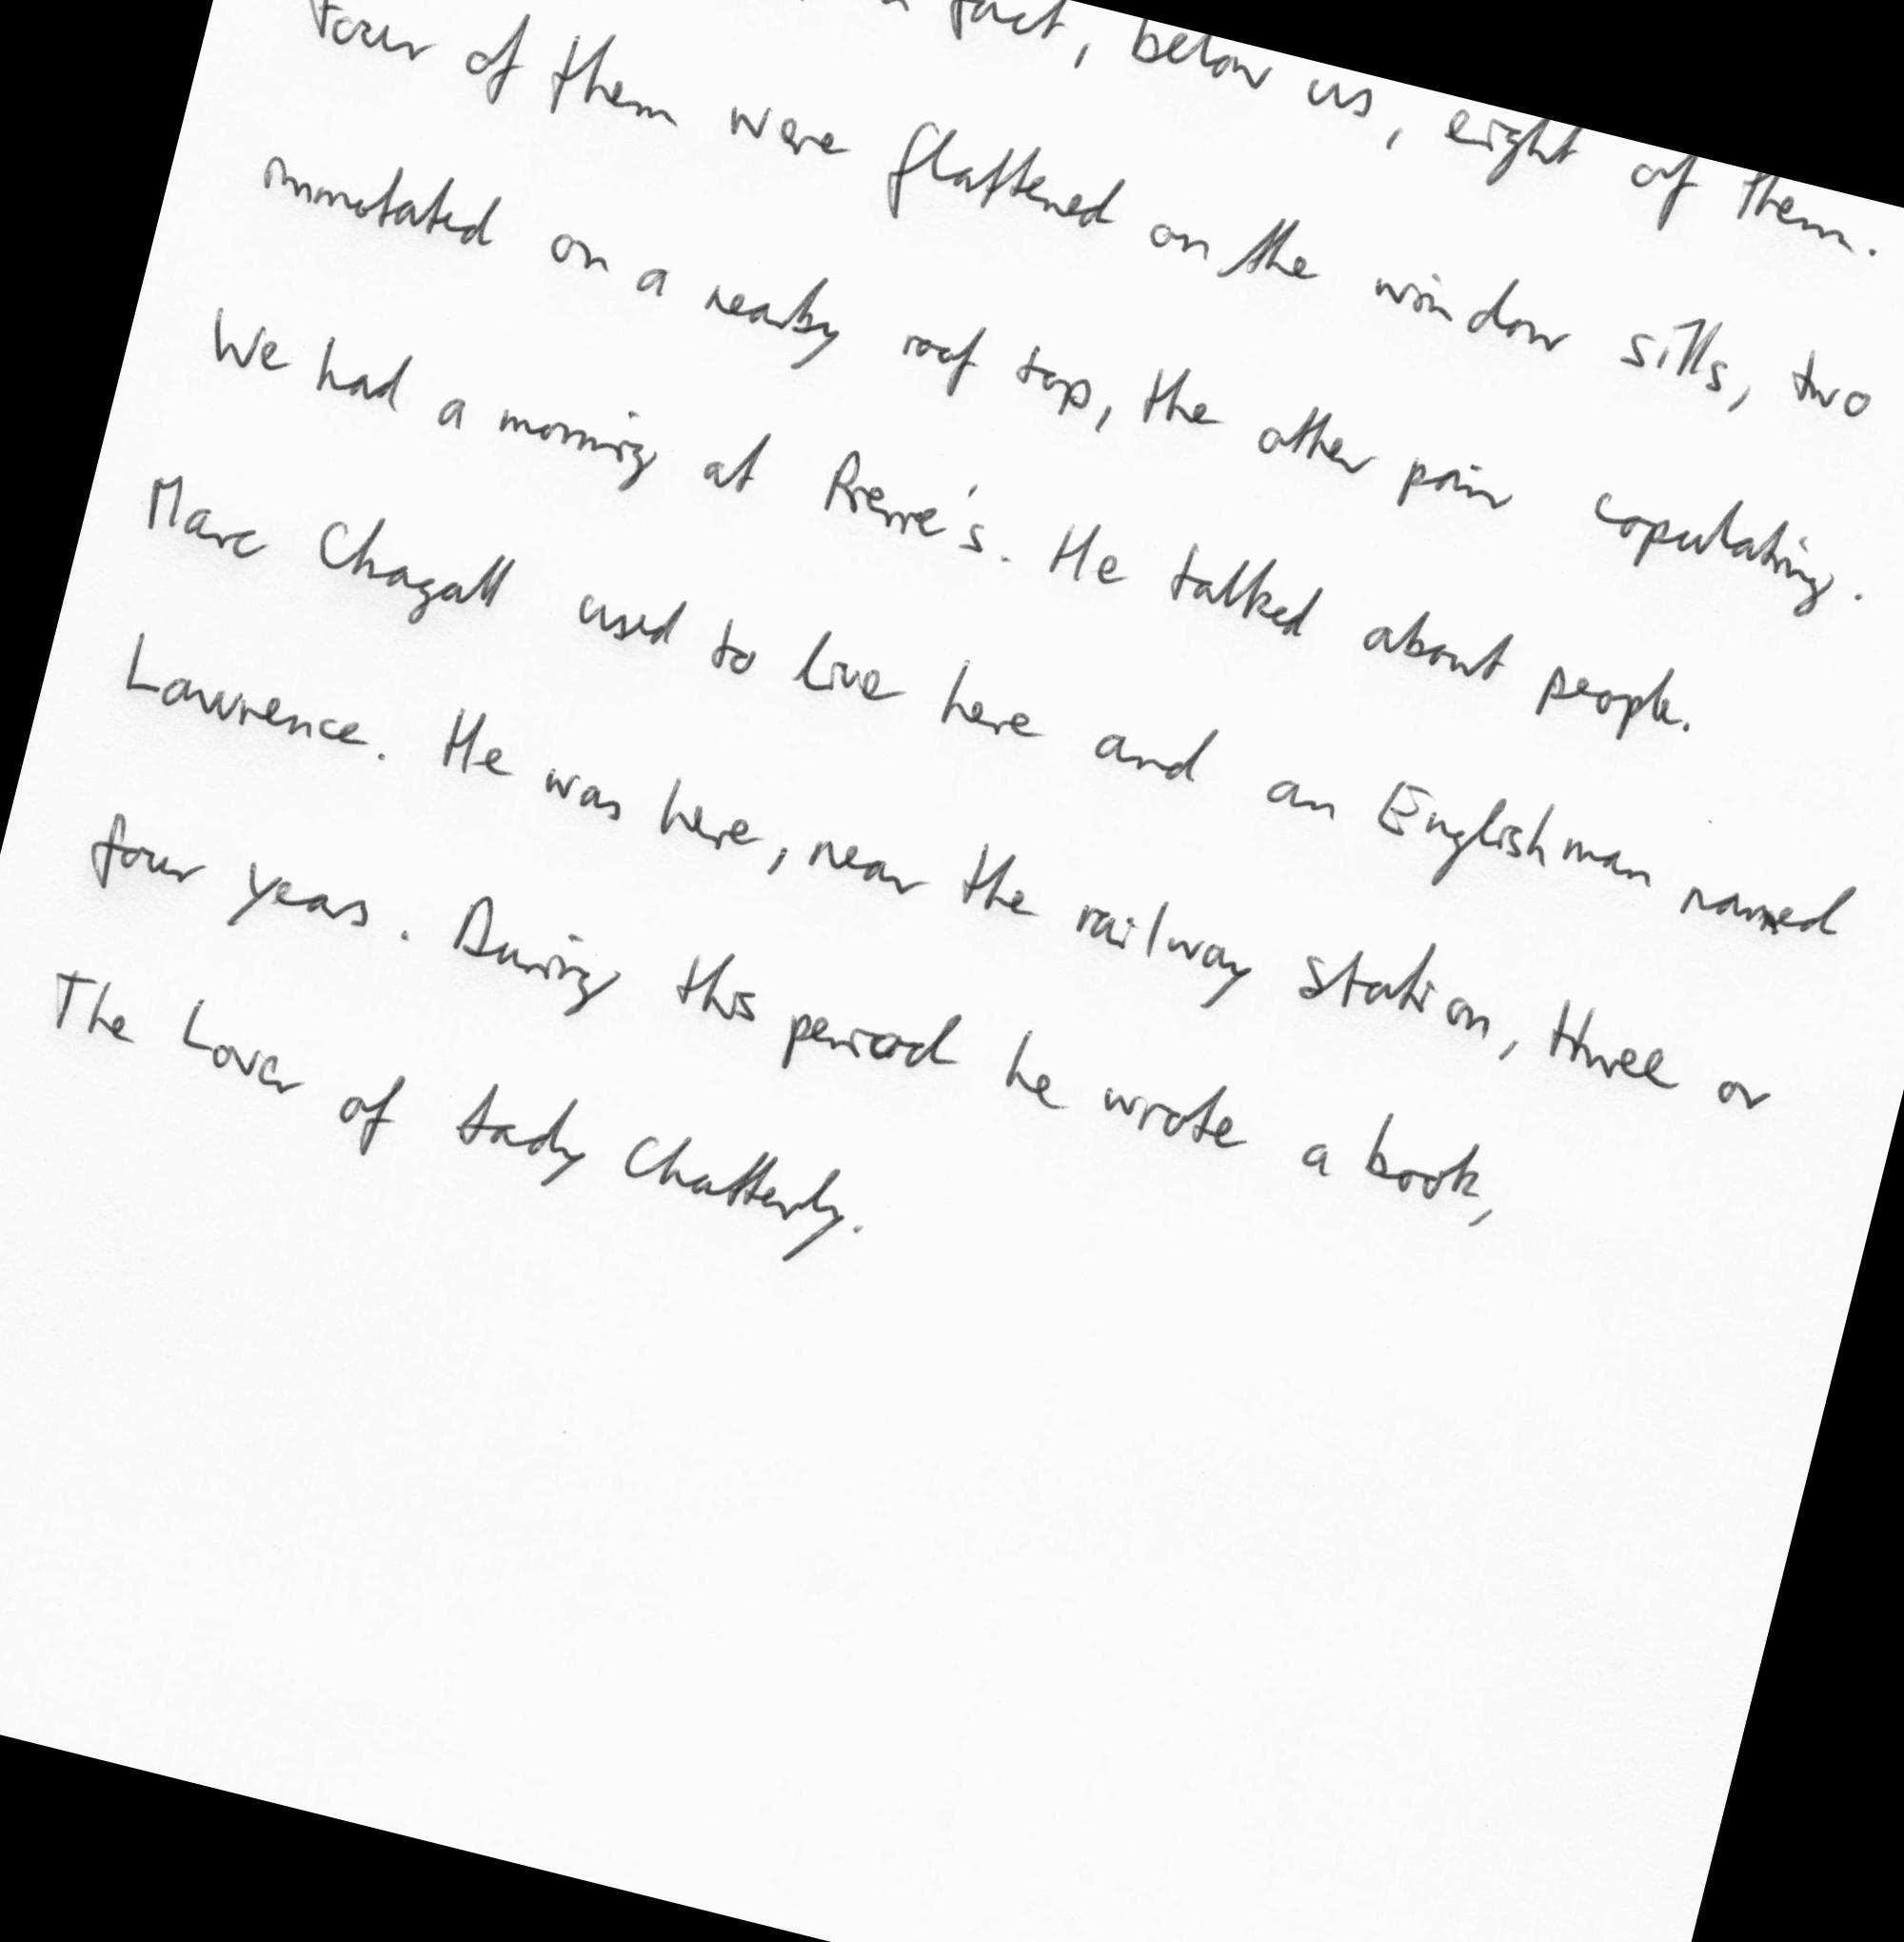 fact, below us, eight of them.
Four of them were flattened on the window sills, two
immotated on a nearby roof top, the other pair copulating.
We had a morning at Pierre's. He talked about people.
Marc Chagall used to live here and an Englishman named
Lawrence. He was here, near the railway station, three or
four years. During this period he wrote a book,
The Lover of Lady Chatterly.